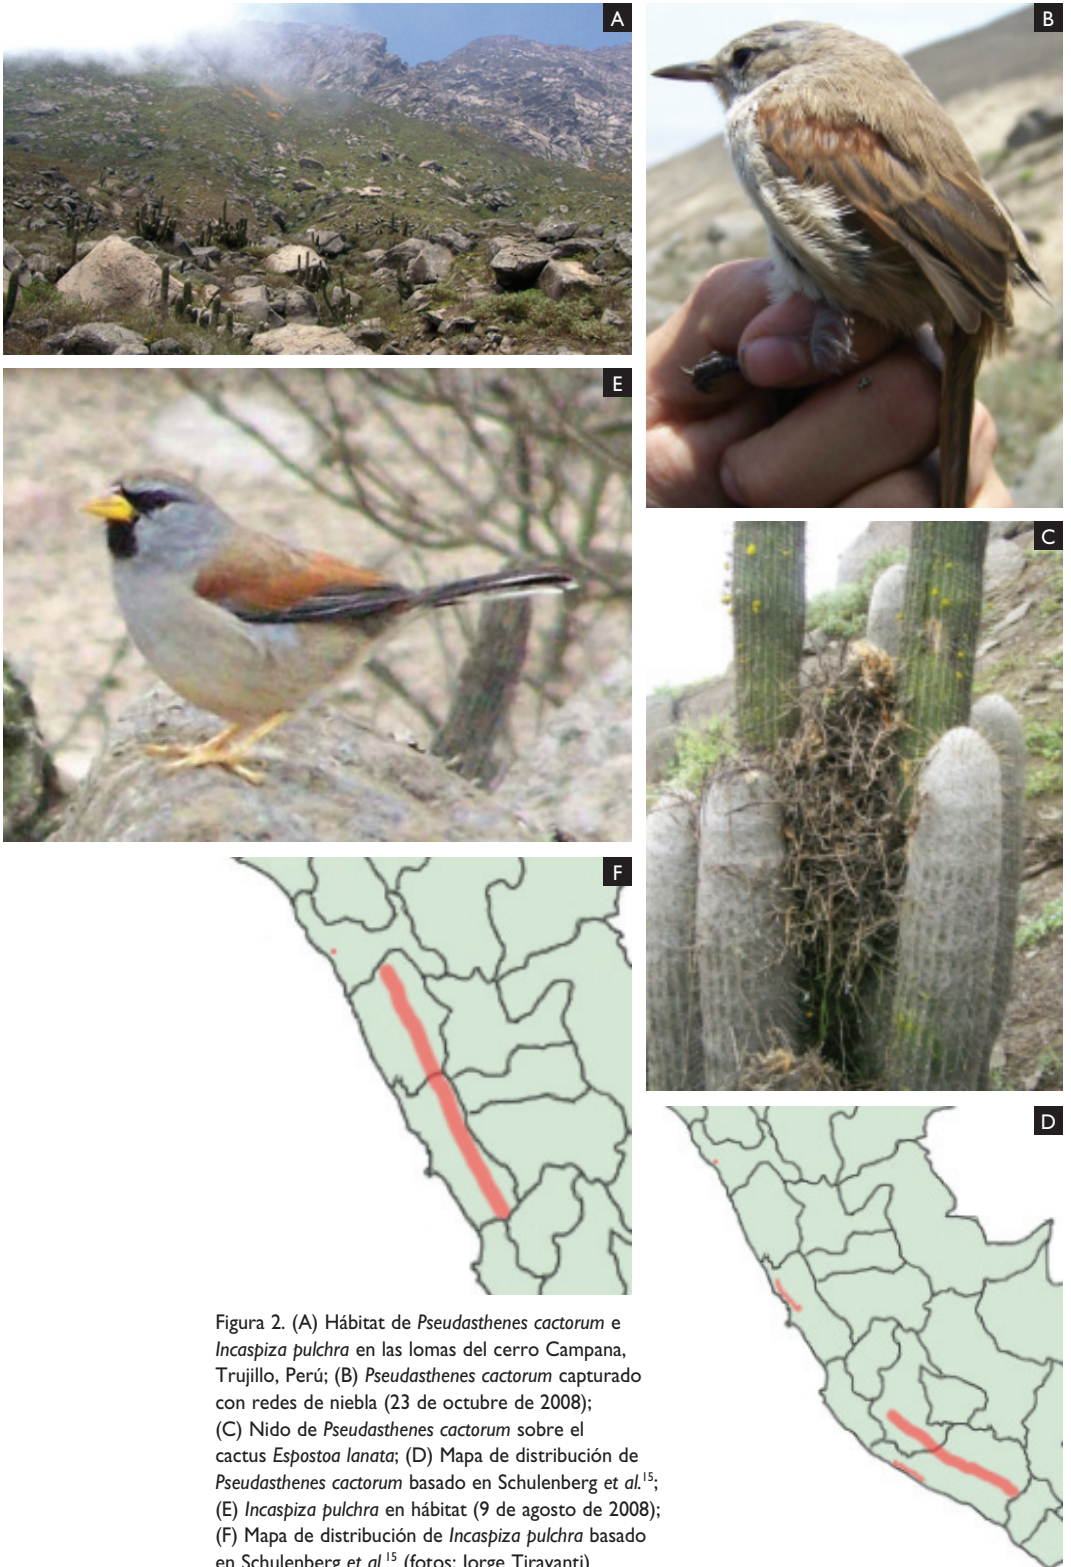 A
B
E
C
F
D
Figura 2. (A) Hábitat de Pseudasthenes cactorum e
Incaspiza pulchra en las lomas del cerro Campana,
Trujillo, Perú; (B) Pseudasthenes cactorum capturado
con redes de niebla (23 de octubre de 2008);
(C) Nido de Pseudasthenes cactorum sobre el
cactus Espostoa lanata; (D) Mapa de distribución de
Pseudasthenes cactorum basado en Schulenberg et al.15;
(E) Incaspiza pulchra en hábitat (9 de agosto de 2008);
(F) Mapa de distribución de Incaspiza pulchra basado
en Schulenberg et al.15 (fotos: Jorge Tiravanti)